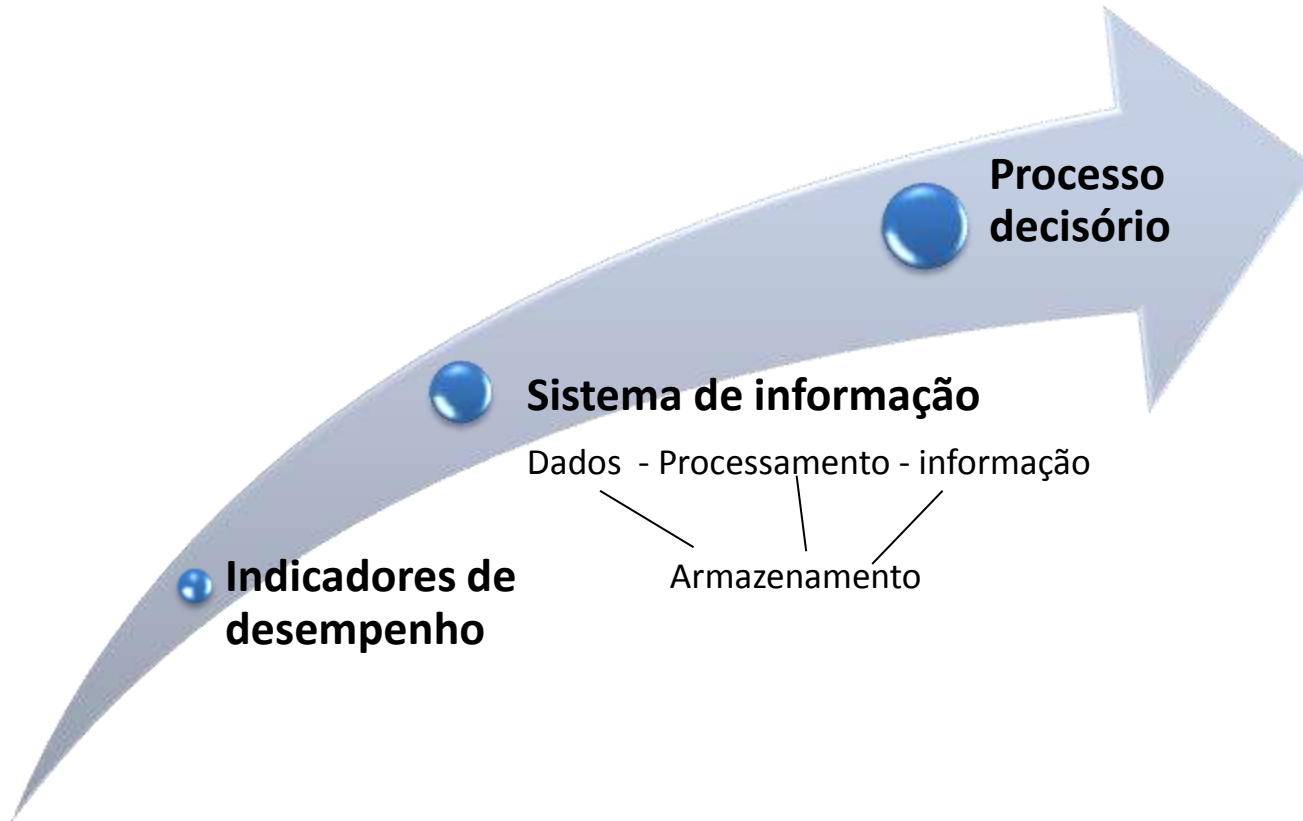 Processo
decisório
Sistema de informação
Dados - Processamento - informação
Armazenamento
Indicadores de
desempenho